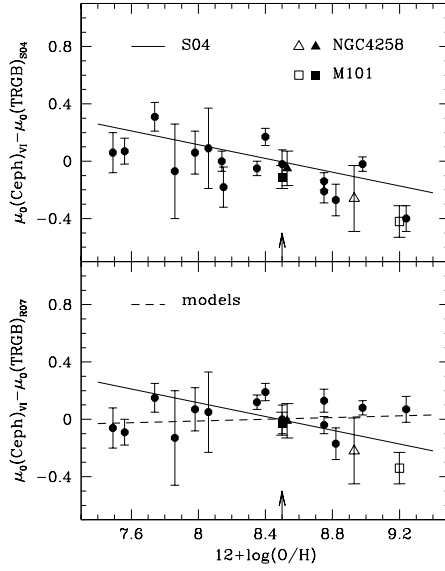 S04
NGC4258
M101
0.8
0.4
0
−0.4
μ₀(Ceph)VI−μ₀(TRGB)S04
models
0.8
0.4
0
−0.4
μ₀(Ceph)VI−μ₀(TRGB)R07
7.6 8 8.4 8.8 9.2
12+log(O/H)